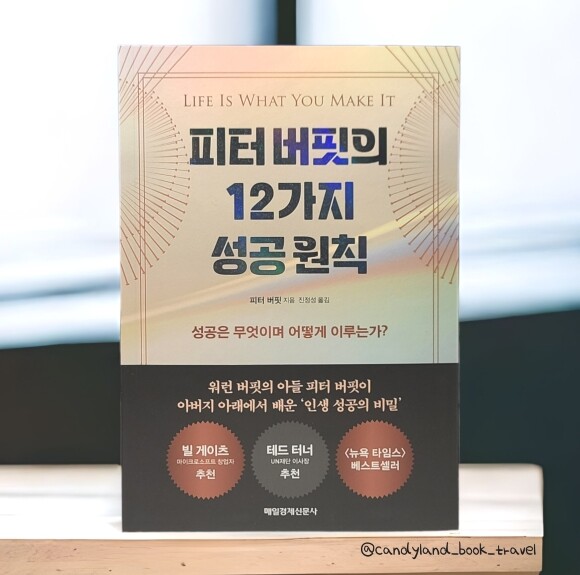 LIFE IS WHAT YOU MAKE IT
피터 버핏의
12가지
성공 원칙
피터 버핏 지음 진정성 옮김
성공은 무엇이며 어떻게 이루는가?
워런 버핏의 아들 피터 버핏이
아버지 아래에서 배운 ‘인생 성공의 비밀’
빌 게이츠
마이크로소프트 창업자
추천
테드 터너
UN재단 이사장
추천
〈뉴욕 타임스〉
베스트셀러
매일경제신문사
@candyland_book_travel